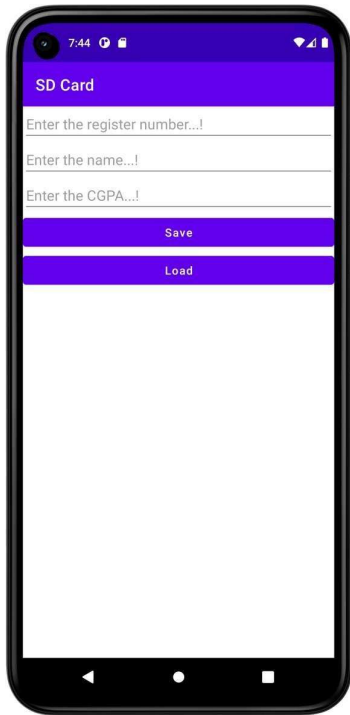 7:44
SD Card
Enter the register number...!
Enter the name...!
Enter the CGPA...!
Save
Load